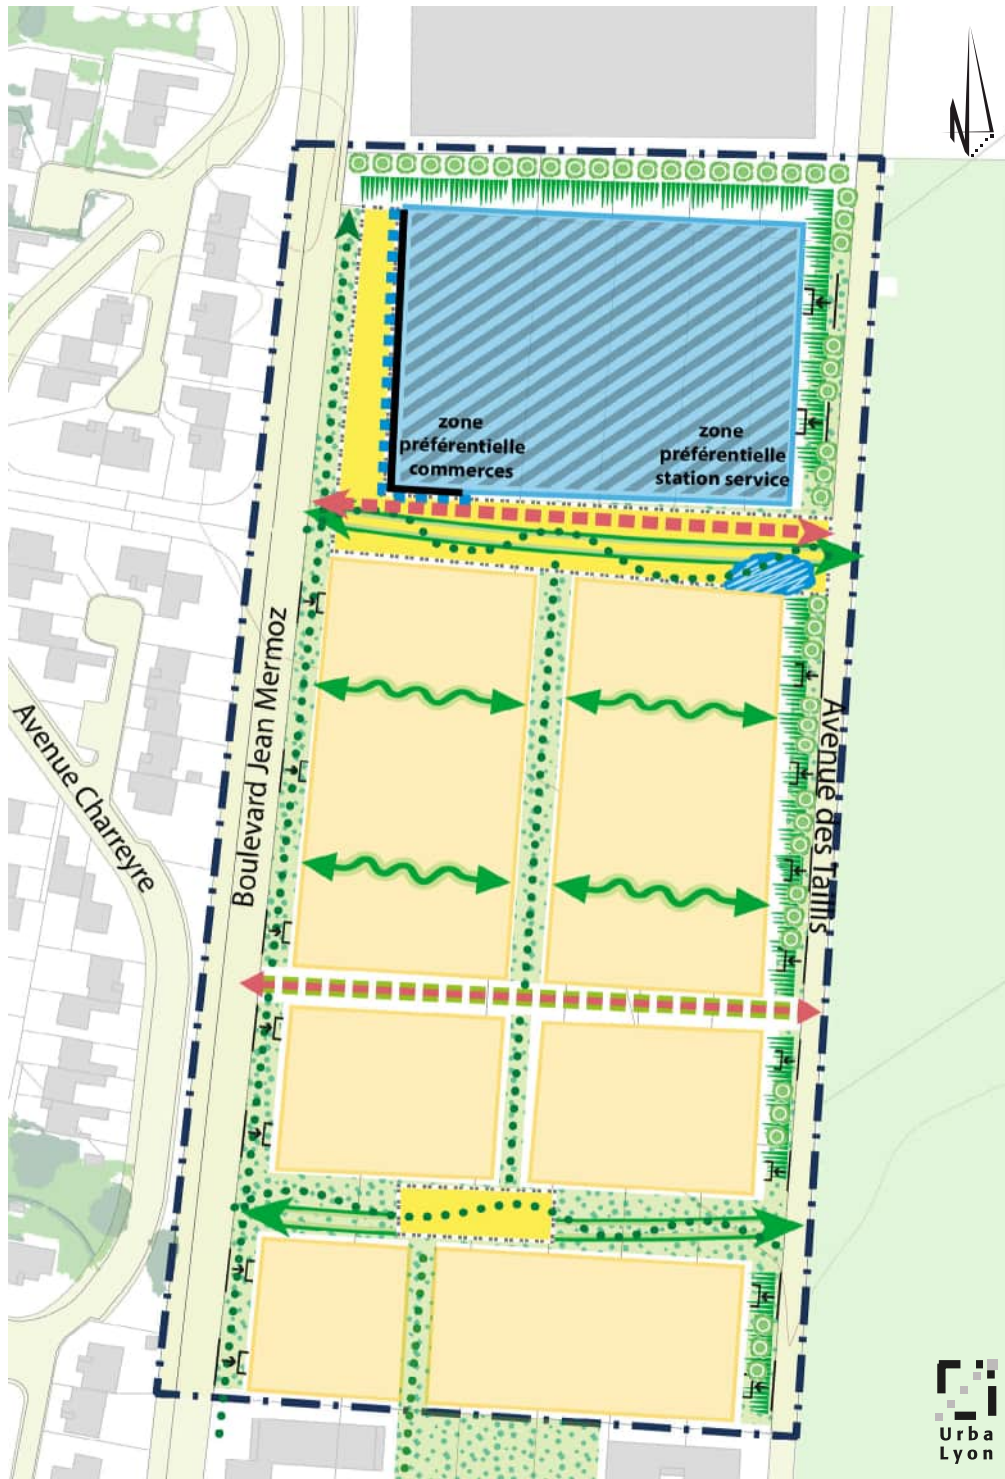 N
zone
préférentielle
commerces
zone
préférentielle
station service
Boulevard Jean Mermoz
Avenue Charreyre
Avenue des Taillis
Urba
Lyon